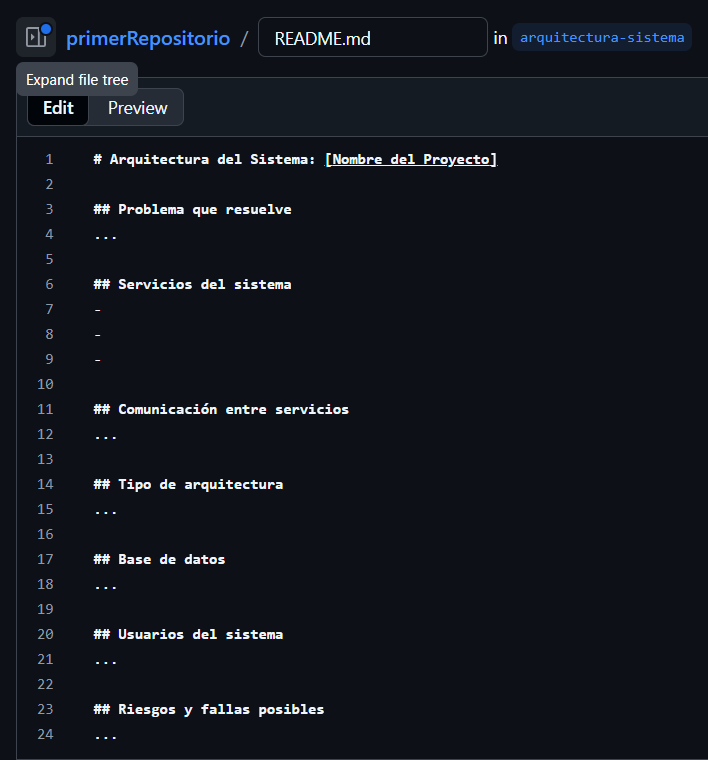 primerRepositorio / README.md in arquitectura-sistema
Expand file tree
Edit Preview
1 # Arquitectura del Sistema: [Nombre del Proyecto]
2
3 ## Problema que resuelve
4 ...
5
6 ## Servicios del sistema
7 -
8 -
9 -
10
11 ## Comunicación entre servicios
12 ...
13
14 ## Tipo de arquitectura
15 ...
16
17 ## Base de datos
18 ...
19
20 ## Usuarios del sistema
21 ...
22
23 ## Riesgos y fallas posibles
24 ...